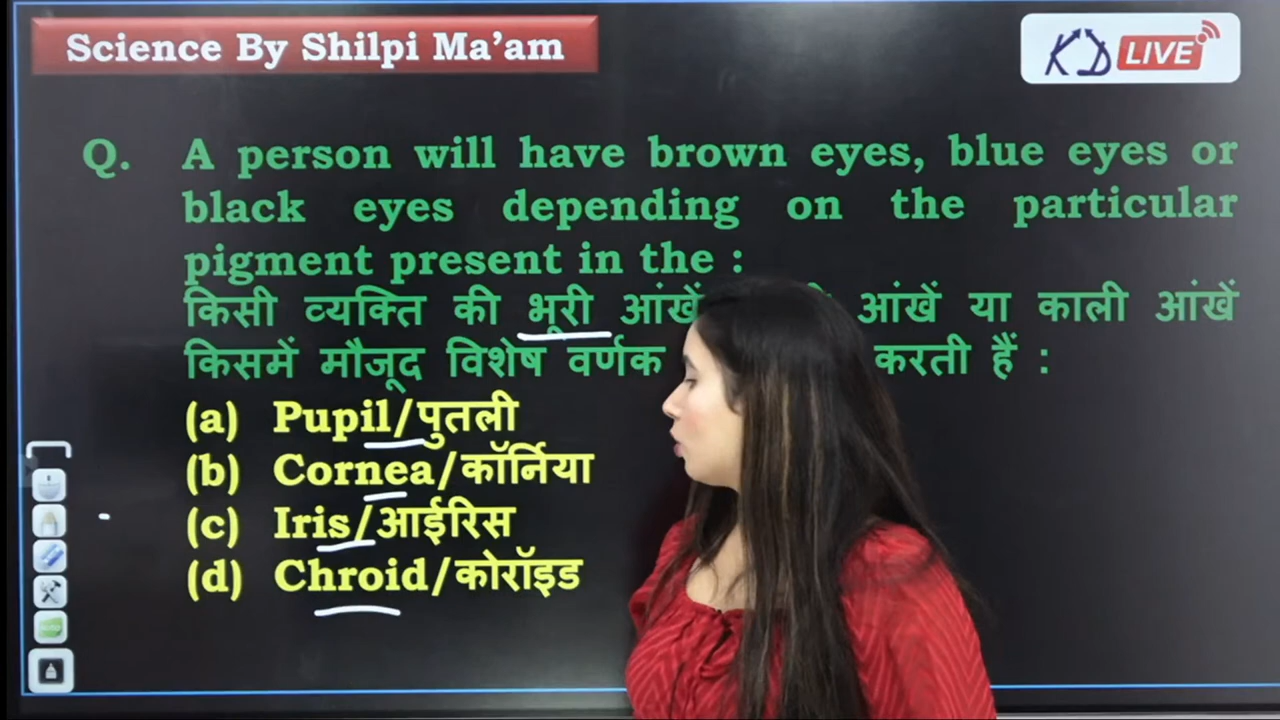 Science By Shilpi Ma’am
KD LIVE
Q. A person will have brown eyes, blue eyes or
black eyes depending on the particular
pigment present in the :
किसी व्यक्ति की भूरी आंखें आंखें या काली आंखें
किसमें मौजूद विशेष वर्णक करती हैं :
(a) Pupil/पुतली
(b) Cornea/कॉर्निया
(c) Iris/आईरिस
(d) Chroid/कोरॉइड